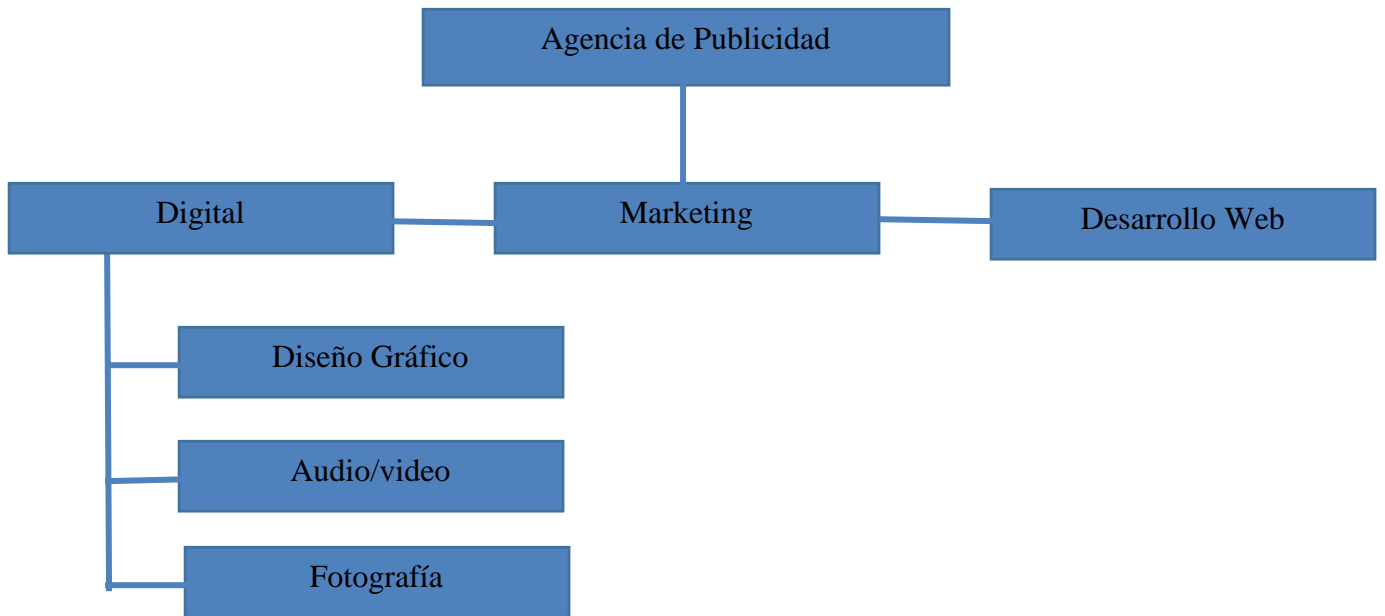 Agencia de Publicidad
Digital
Marketing
Desarrollo Web
Diseño Gráfico
Audio/video
Fotografía